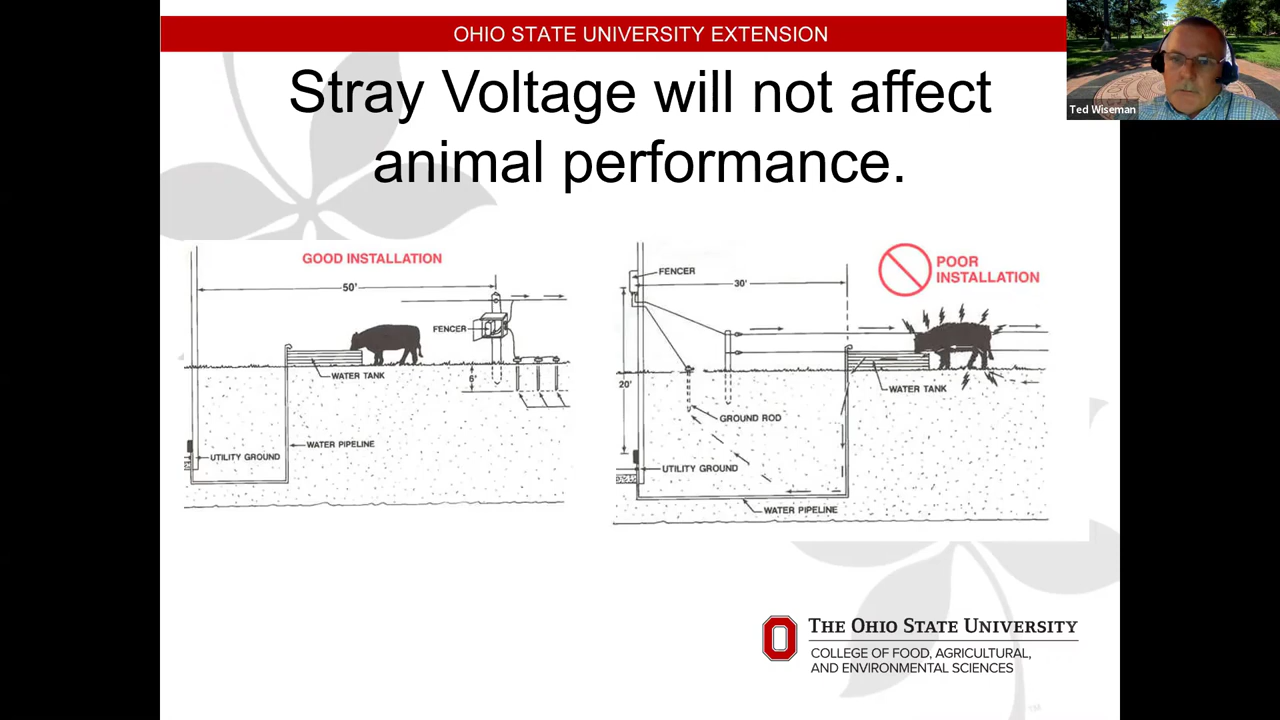 OHIO STATE UNIVERSITY EXTENSION
Stray Voltage will not affect
animal performance.
Ted Wiseman
GOOD INSTALLATION
50'
FENCER
WATER TANK
6'
WATER PIPELINE
UTILITY GROUND
POOR
INSTALLATION
FENCER
30'
WATER TANK
20'
GROUND ROD
UTILITY GROUND
WATER PIPELINE
THE OHIO STATE UNIVERSITY
COLLEGE OF FOOD, AGRICULTURAL,
AND ENVIRONMENTAL SCIENCES
TM